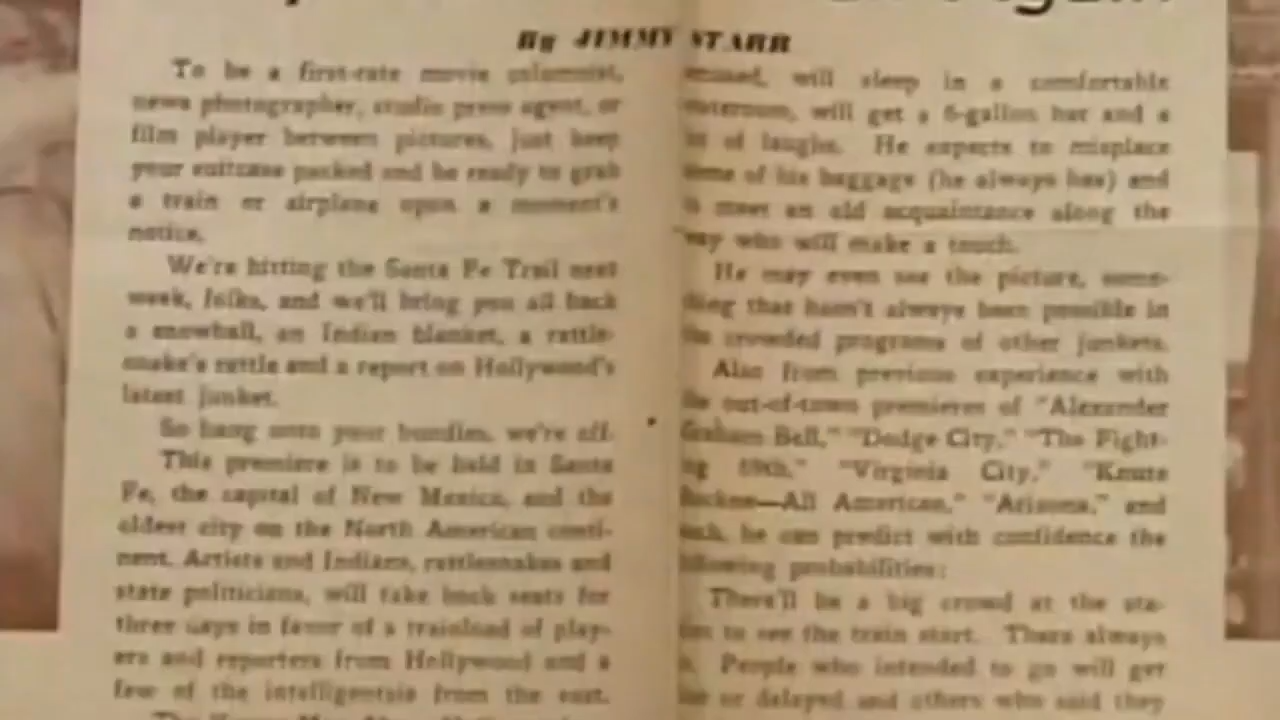 By JIMMY STARR
To be a first-rate movie columnist,
news photographer, studio press agent, or
film player between pictures, just keep
your suitcase packed and be ready to grab
a train or airplane upon a moment's
notice.
We're hitting the Santa Fe Trail next
week, folks, and we'll bring you all back
a snowball, an Indian blanket, a rattle-
snake's rattle and a report on Hollywood's
latest junket.
So hang onto your bundles, we're off.
This premiere is to be held in Santa
Fe, the capital of New Mexico, and the
oldest city on the North American conti-
nent. Artists and Indians, rattlesnakes and
state politicians, will take back seats for
three days in favor of a trainload of play-
ers and reporters from Hollywood and a
few of the intelligentsia from the east.
will sleep in a comfortable
will get a 5-gallon hat and a
of laughs. He expects to misplace
of his baggage (he always has) and
meet an old acquaintance along the
way who will make a touch.
He may even see the picture, some-
thing that hasn't always been possible in
crowded programs of other junkets.
Also from previous experience with
out-of-town premieres of "Alexander
Graham Bell," "Dodge City," "The Fight-
ing 69th," "Virginia City," "Knute
Rockne—All American," "Arizona," and
such, he can predict with confidence the
following probabilities:
There'll be a big crowd at the sta-
to see the train start. There always
People who intended to go will get
or delayed and others who said they